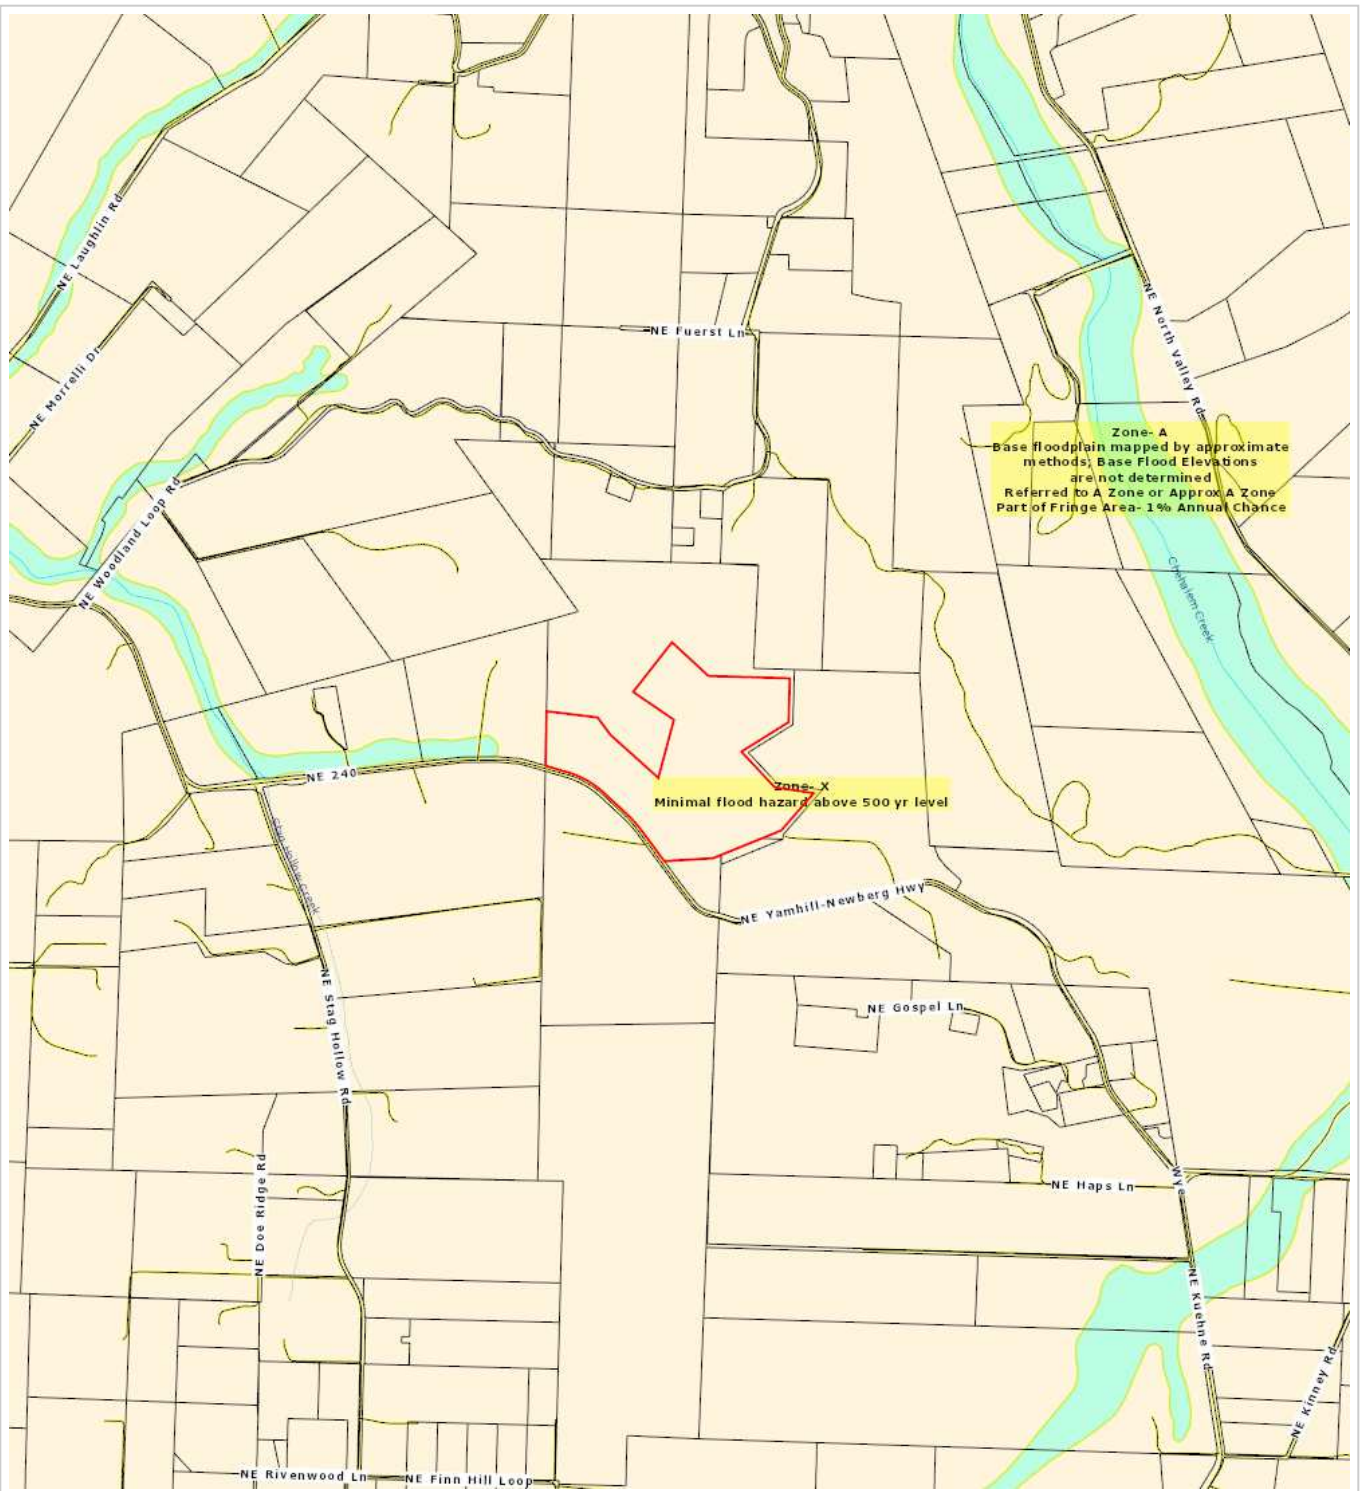 NE Laughlin Rd
NE Morrelli Dr
NE Fuerst Ln
NE North Valley Rd
Zone- A
Base floodplain mapped by approximate
methods; Base Flood Elevations
are not determined
Referred to A Zone or Approx A Zone
Part of Fringe Area- 1% Annual Chance
NE Woodland Loop Rd
Chehalem Creek
NE 240
Zone- X
Minimal flood hazard above 500 yr level
Stag Hollow Creek
NE Yamhill-Newberg Hwy
NE Stag Hollow Rd
NE Gospel Ln
NE Doe Ridge Rd
NE Haps Ln
Wye
NE Kuehne Rd
NE Kinney Rd
NE Rivenwood Ln
NE Finn Hill Loop